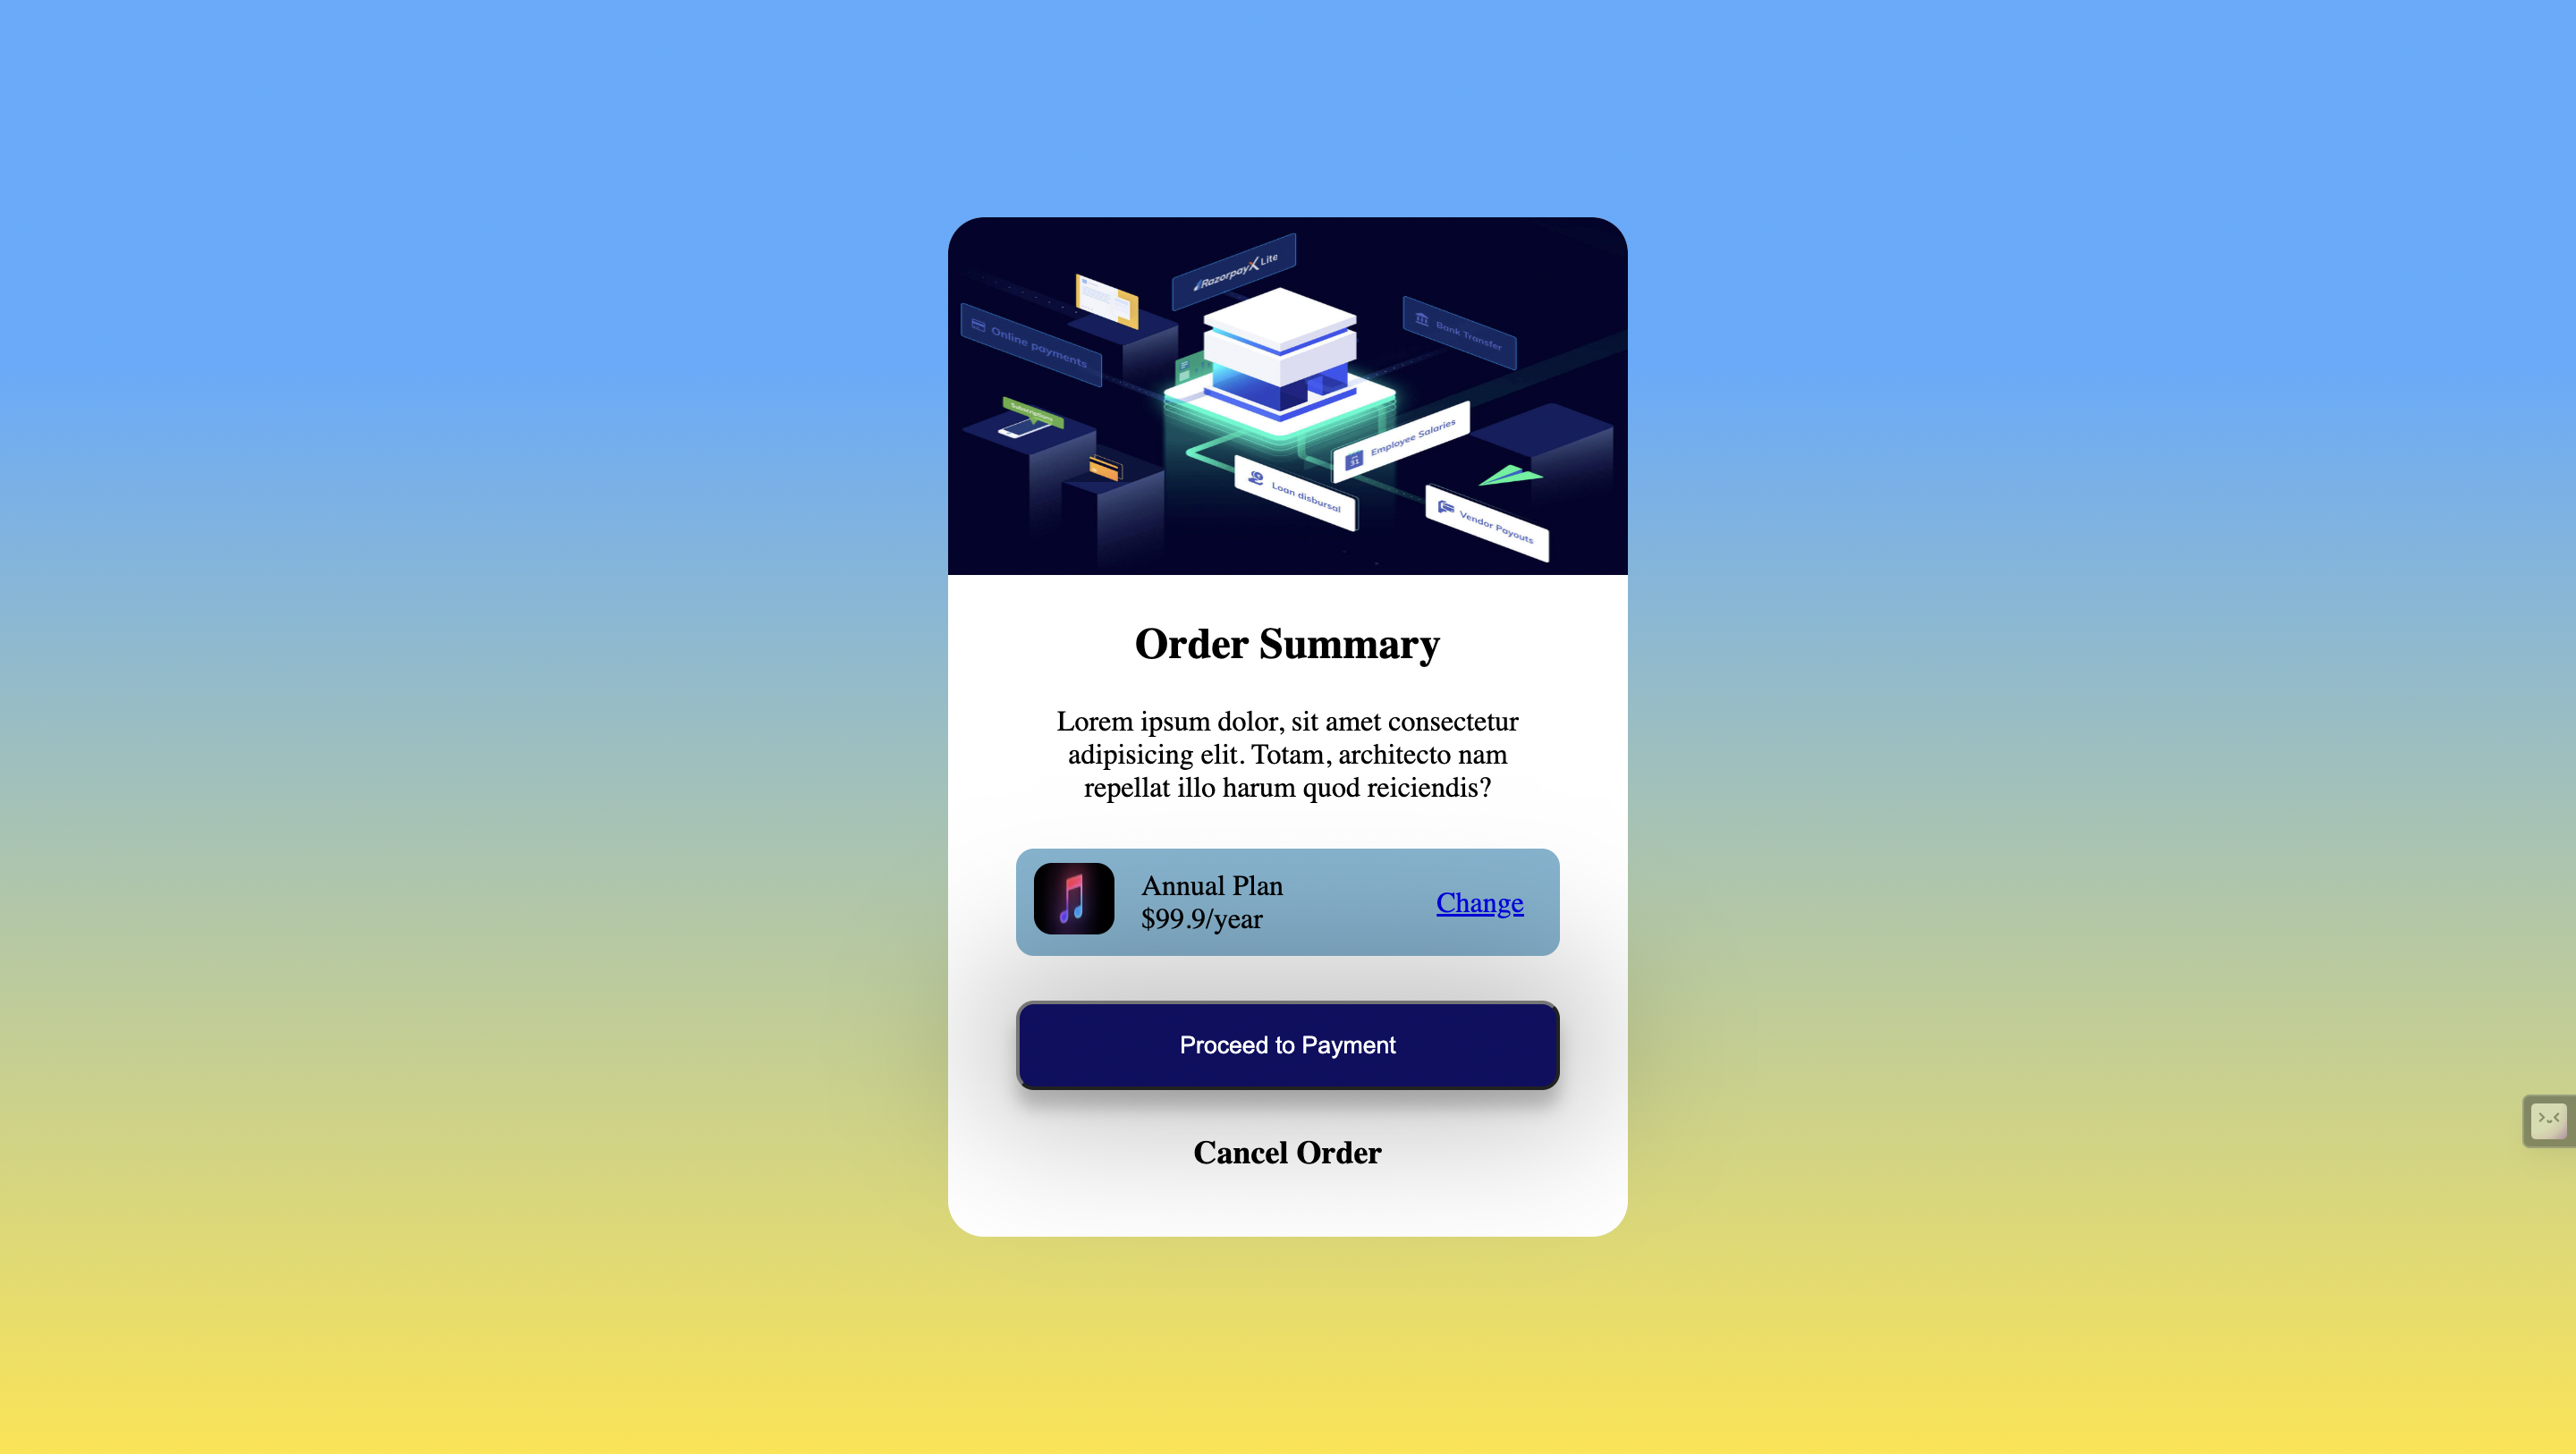 RazorpayX Lite
Online payments
Bank Transfer
Subscriptions
Employee Salaries
31
Loan disbursal
Vendor Payouts
Order Summary
Lorem ipsum dolor, sit amet consectetur
adipisicing elit. Totam, architecto nam
repellat illo harum quod reiciendis?
Annual Plan
$99.9/year
Change
Proceed to Payment
Cancel Order